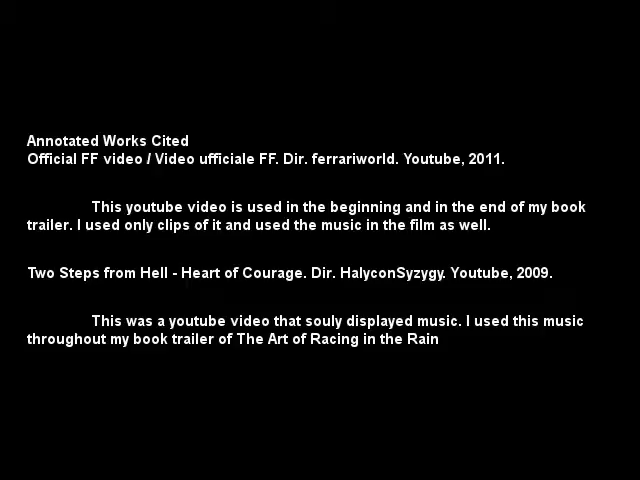 Annotated Works Cited
Official FF video / Video ufficiale FF. Dir. ferrariworld. Youtube, 2011.
This youtube video is used in the beginning and in the end of my book
trailer. I used only clips of it and used the music in the film as well.
Two Steps from Hell - Heart of Courage. Dir. HalyconSyzygy. Youtube, 2009.
This was a youtube video that souly displayed music. I used this music
throughout my book trailer of The Art of Racing in the Rain